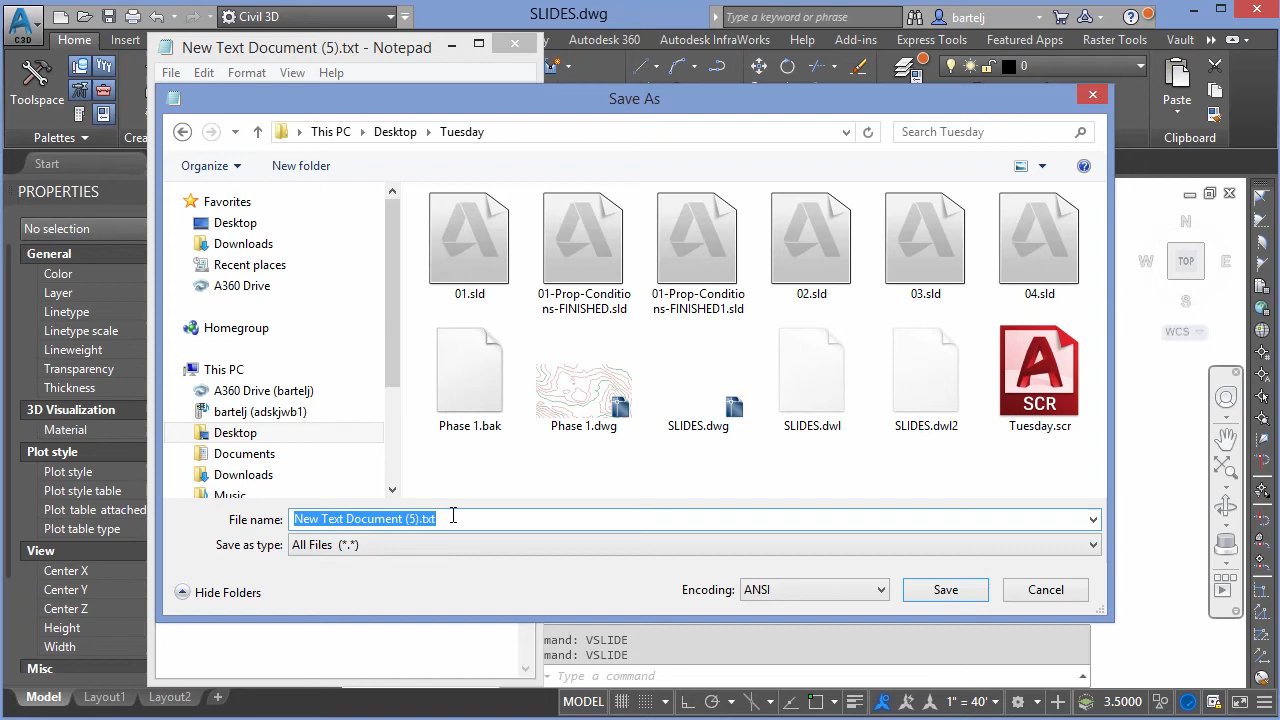 SLIDES.dwg
Civil 3D
Type a keyword or phrase
bartelj
C3D
Home
Insert
Autodesk 360
Autodesk InfraWorks
Help
Add-ins
Express Tools
Featured Apps
Raster Tools
Vault
New Text Document (5).txt - Notepad
File
Edit
Format
View
Help
Toolspace
Palettes
0
Paste
Clipboard
Save As
This PC
Desktop
Tuesday
Search Tuesday
Organize
New folder
Start
PROPERTIES
No selection
General
Color
Layer
Linetype
Linetype scale
Lineweight
Transparency
Thickness
3D Visualization
Material
Plot style
Plot style
Plot style table
Plot table attached
Plot table type
View
Center X
Center Y
Center Z
Height
Width
Misc
Favorites
Desktop
Downloads
Recent places
A360 Drive
Homegroup
This PC
A360 Drive (bartelj)
bartelj (adskjwb1)
Desktop
Documents
Downloads
Music
01.sld
01-Prop-Conditio
ns-FINISHED.sld
01-Prop-Conditio
ns-FINISHED1.sld
02.sld
03.sld
04.sld
Phase 1.bak
Phase 1.dwg
SLIDES.dwg
SLIDES.dwl
SLIDES.dwl2
SCR
Tuesday.scr
N
W
TOP
E
S
WCS
File name:
New Text Document (5).txt
Save as type:
All Files (*.*)
Hide Folders
Encoding:
ANSI
Save
Cancel
mand: VSLIDE
mand: VSLIDE
Type a command
Model
Layout1
Layout2
MODEL
1" = 40'
3.5000